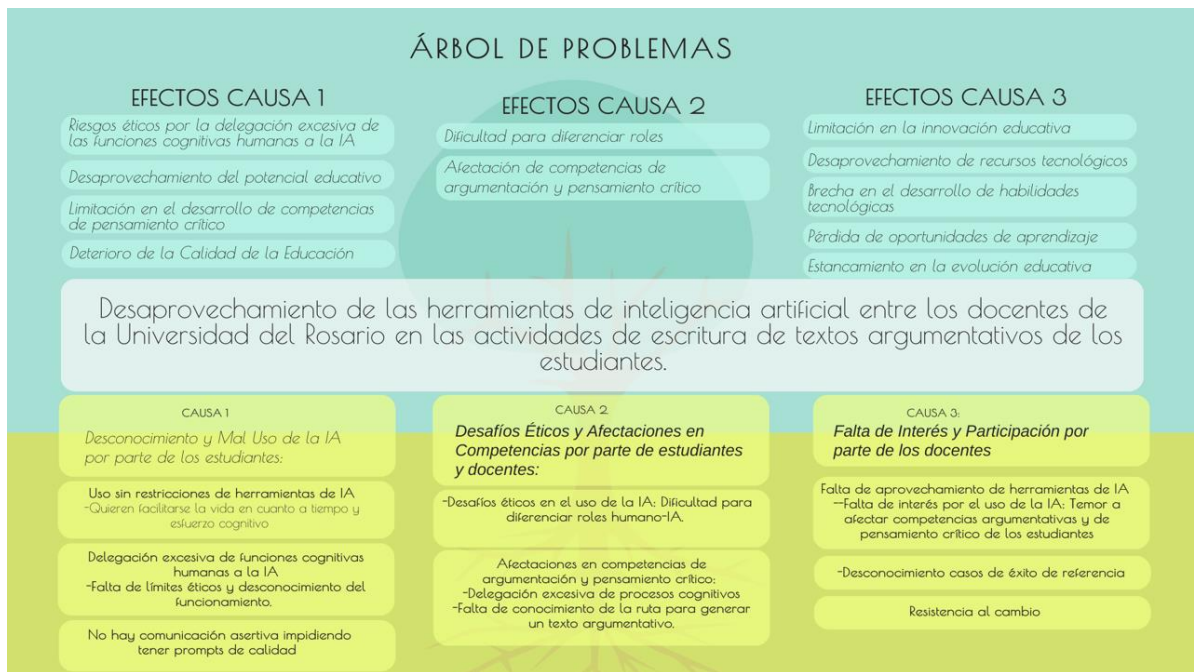 ÁRBOL DE PROBLEMAS
EFECTOS CAUSA 1
Riesgos éticos por la delegación excesiva de
las funciones cognitivas humanas a la IA
Desaprovechamiento del potencial educativo
Limitación en el desarrollo de competencias
de pensamiento crítico
Deterioro de la Calidad de la Educación
EFECTOS CAUSA 2
Dificultad para diferenciar roles
Afectación de competencias de
argumentación y pensamiento crítico
EFECTOS CAUSA 3
Limitación en la innovación educativa
Desaprovechamiento de recursos tecnológicos
Brecha en el desarrollo de habilidades
tecnológicas
Pérdida de oportunidades de aprendizaje
Estancamiento en la evolución educativa
Desaprovechamiento de las herramientas de inteligencia artificial entre los docentes de
la Universidad del Rosario en las actividades de escritura de textos argumentativos de los
estudiantes.
CAUSA 1
Desconocimiento y Mal Uso de la IA
por parte de los estudiantes:
Uso sin restricciones de herramientas de IA
-Quieren facilitarse la vida en cuanto a tiempo y
esfuerzo cognitivo
Delegación excesiva de funciones cognitivas
humanas a la IA
-Falta de límites éticos y desconocimiento del
funcionamiento.
No hay comunicación asertiva impidiendo
tener prompts de calidad
CAUSA 2
Desafíos Éticos y Afectaciones en
Competencias por parte de estudiantes
y docentes:
-Desafíos éticos en el uso de la IA: Dificultad para
diferenciar roles humano-IA.
Afectaciones en competencias de
argumentación y pensamiento crítico:
-Delegación excesiva de procesos cognitivos
-Falta de conocimiento de la ruta para generar
un texto argumentativo.
CAUSA 3:
Falta de Interés y Participación por
parte de los docentes
Falta de aprovechamiento de herramientas de IA
--Falta de interés por el uso de la IA: Temor a
afectar competencias argumentativas y de
pensamiento crítico de los estudiantes
-Desconocimiento casos de éxito de referencia
Resistencia al cambio